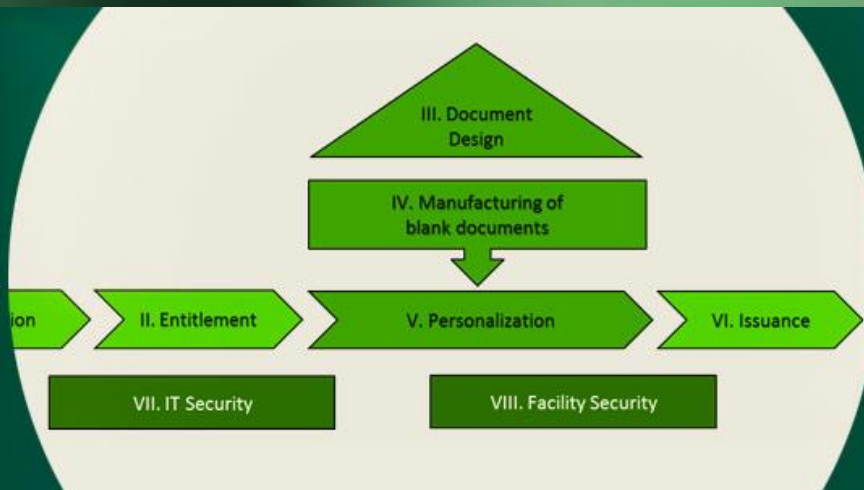 III. Document
Design
IV. Manufacturing of
blank documents
ion
II. Entitlement
V. Personalization
VI. Issuance
VII. IT Security
VIII. Facility Security